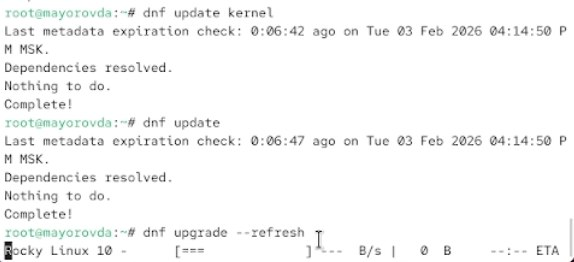 root@mayorovda:~# dnf update kernel
Last metadata expiration check: 0:06:42 ago on Tue 03 Feb 2026 04:14:50 P
M MSK.
Dependencies resolved.
Nothing to do.
Complete!
root@mayorovda:~# dnf update
Last metadata expiration check: 0:06:47 ago on Tue 03 Feb 2026 04:14:50 P
M MSK.
Dependencies resolved.
Nothing to do.
Complete!
root@mayorovda:~# dnf upgrade --refresh
Rocky Linux 10 -      [===             ] ---  B/s |   0  B     --:-- ETA